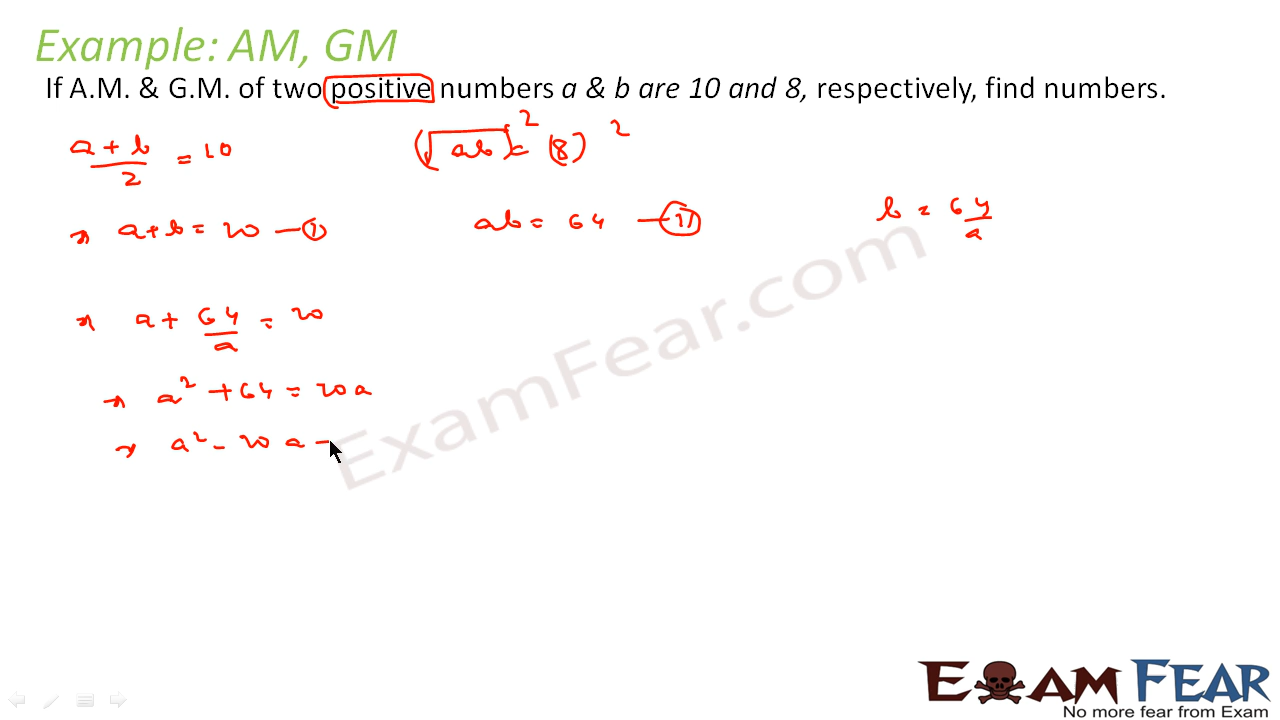 Example: AM, GM
If A.M. & G.M. of two positive numbers a & b are 10 and 8, respectively, find numbers.
a + b / 2 = 10
(√ab)² = (8)²
⇒ a + b = 20 — ①
ab = 64 — Ⅱ
b = 64/a
⇒ a + 64/a = 20
⇒ a² + 64 = 20a
⇒ a² - 20a -
ExamFear.com
EXAM FEAR
No more fear from Exam